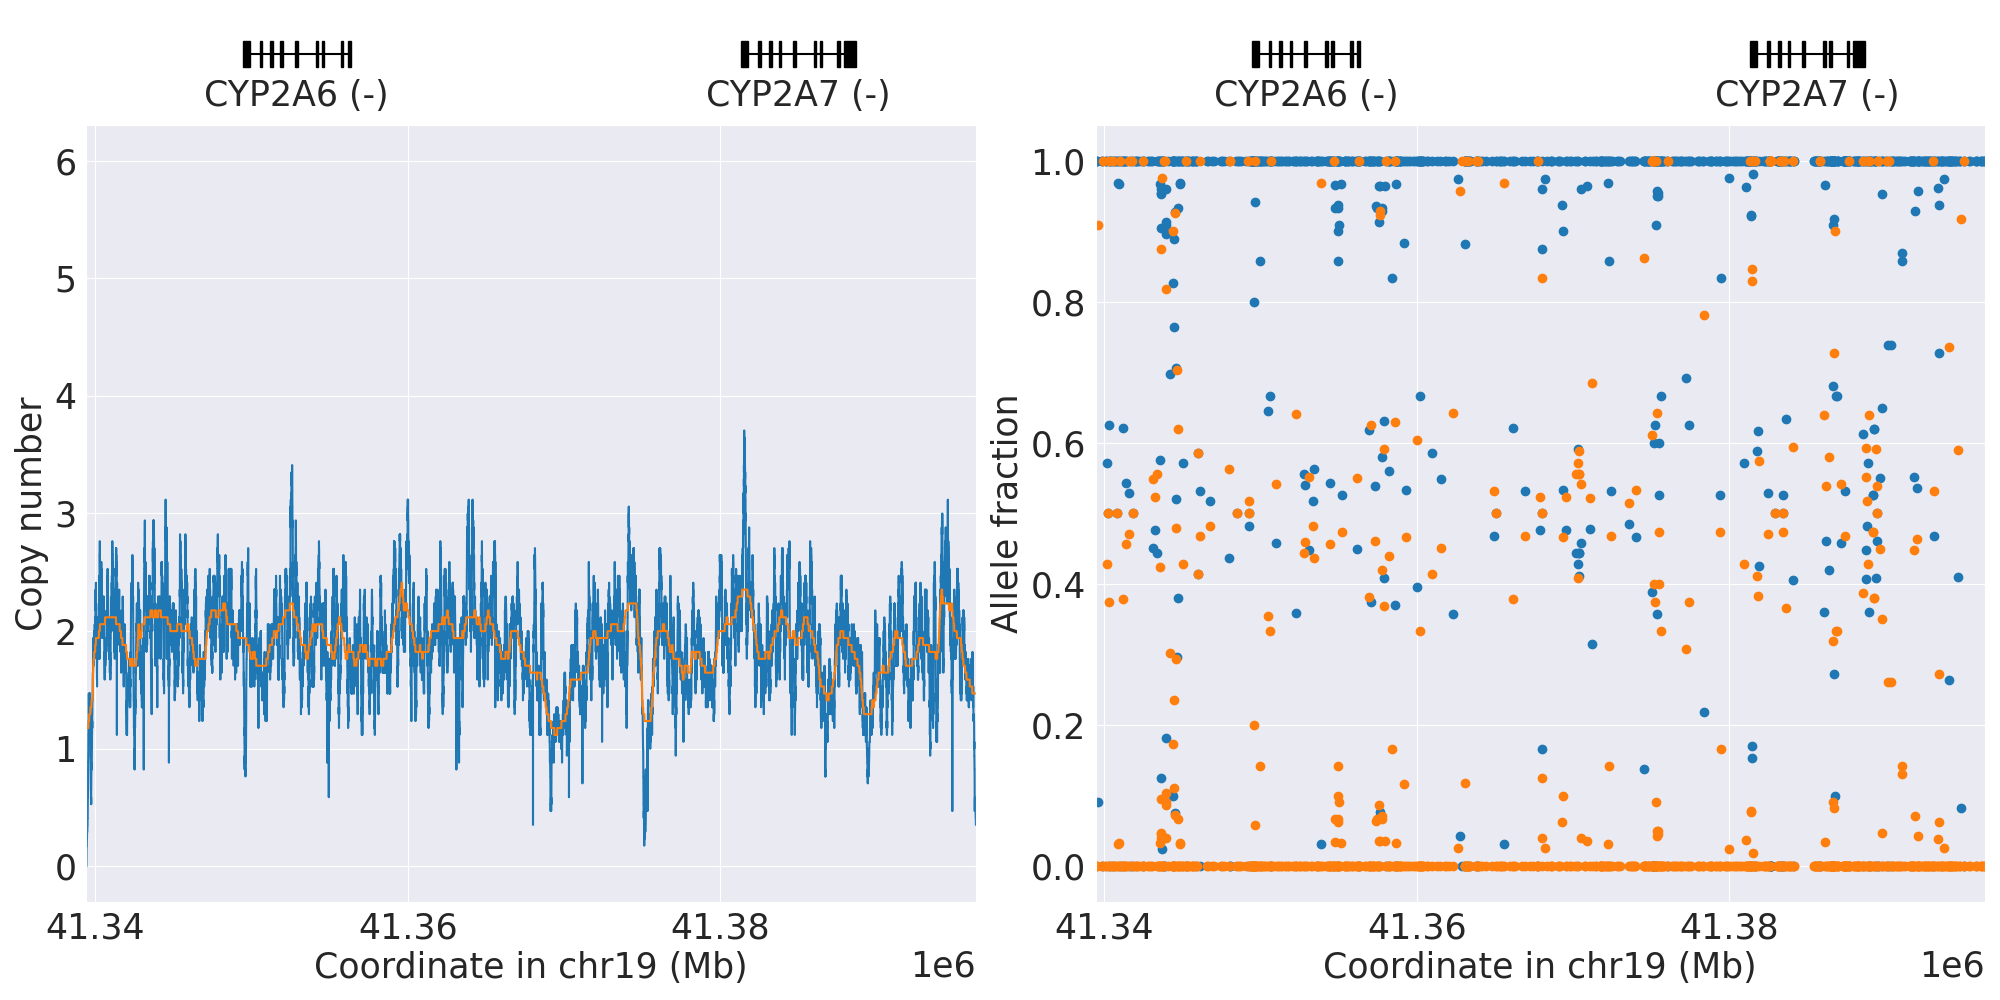 CYP2A6 (-) CYP2A7 (-)
6
5
4
3
2
1
0
Copy number
41.34 41.36 41.38
Coordinate in chr19 (Mb) 1e6
CYP2A6 (-) CYP2A7 (-)
1.0
0.8
0.6
0.4
0.2
0.0
Allele fraction
41.34 41.36 41.38
Coordinate in chr19 (Mb) 1e6